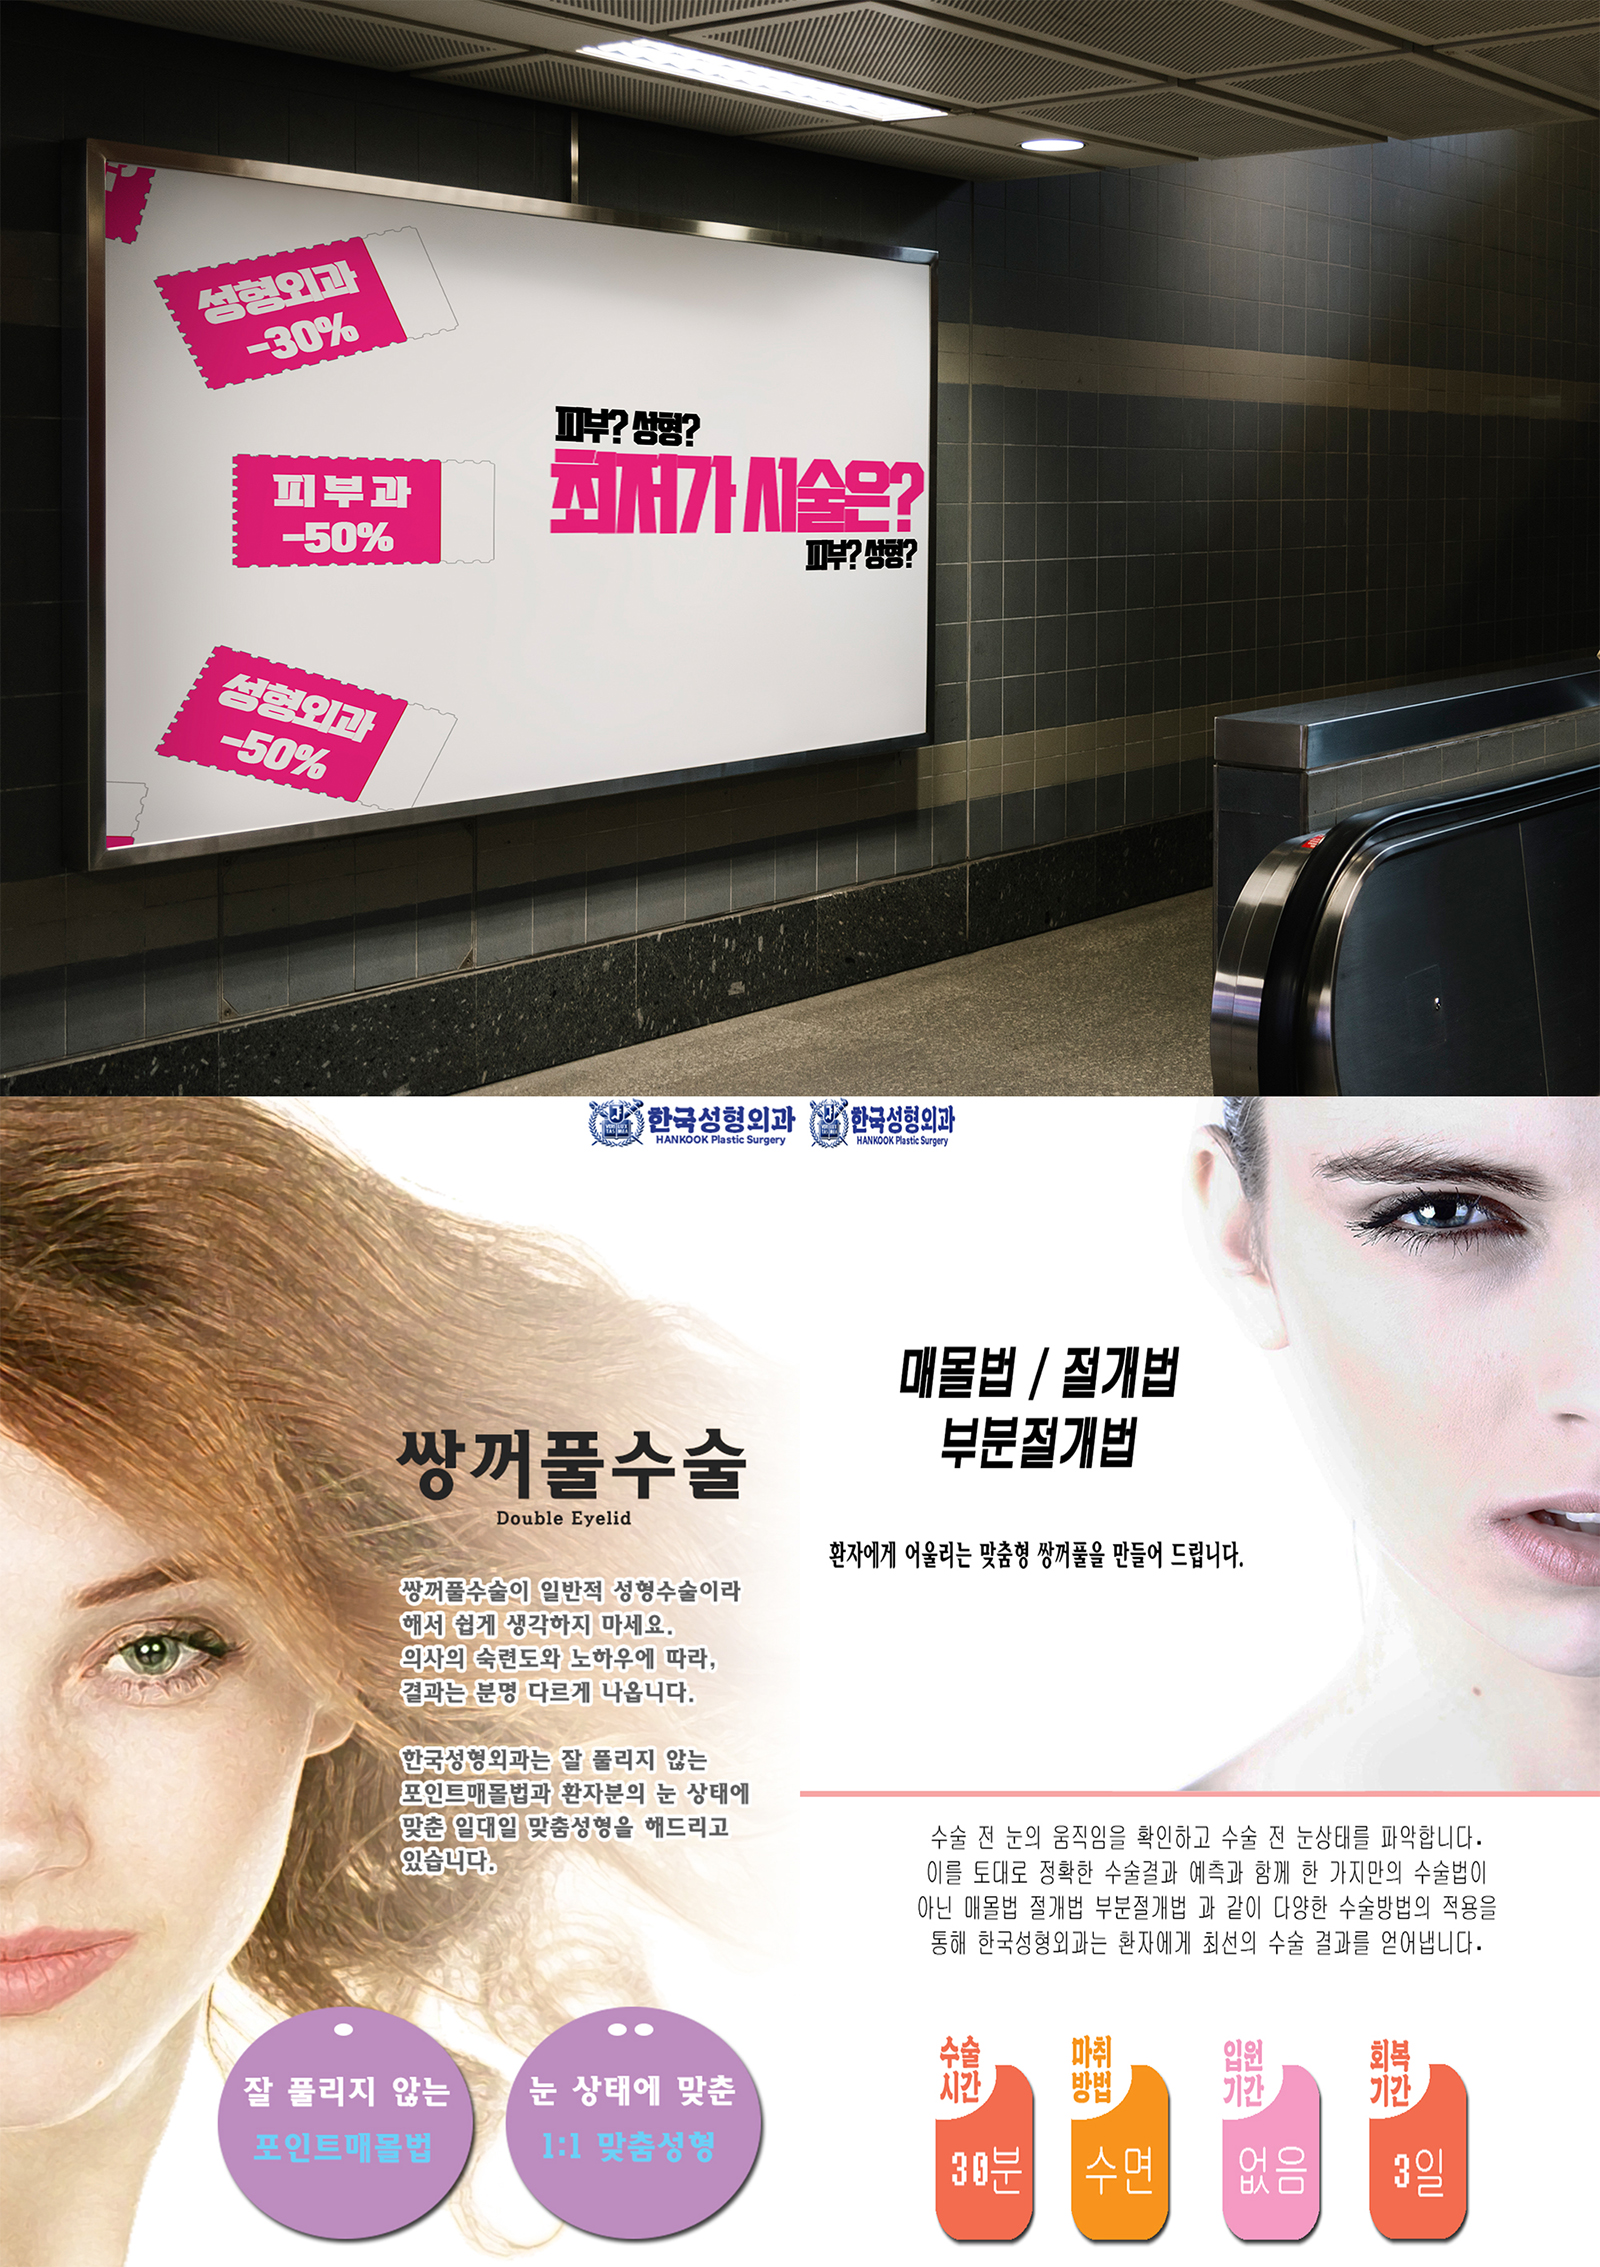 성형외과
-30%
피부과
-50%
성형외과
-50%
피부? 성형?
최저가 시술은?
피부? 성형?
한국성형외과
HANKOOK Plastic Surgery
한국성형외과
HANKOOK Plastic Surgery
쌍꺼풀수술
Double Eyelid
쌍꺼풀수술이 일반적 성형수술이라
해서 쉽게 생각하지 마세요.
의사의 숙련도와 노하우에 따라,
결과는 분명 다르게 나옵니다.
한국성형외과는 잘 풀리지 않는
포인트매몰법과 환자분의 눈 상태에
맞춘 일대일 맞춤성형을 해드리고
있습니다.
잘 풀리지 않는
포인트매몰법
눈 상태에 맞춘
1:1 맞춤성형
매몰법 / 절개법
부분절개법
환자에게 어울리는 맞춤형 쌍꺼풀을 만들어 드립니다.
수술 전 눈의 움직임을 확인하고 수술 전 눈상태를 파악합니다.
이를 토대로 정확한 수술결과 예측과 함께 한 가지만의 수술법이
아닌 매몰법 절개법 부분절개법 과 같이 다양한 수술방법의 적용을
통해 한국성형외과는 환자에게 최선의 수술 결과를 얻어냅니다.
수술
시간
30분
마취
방법
수면
입원
기간
없음
회복
기간
3일